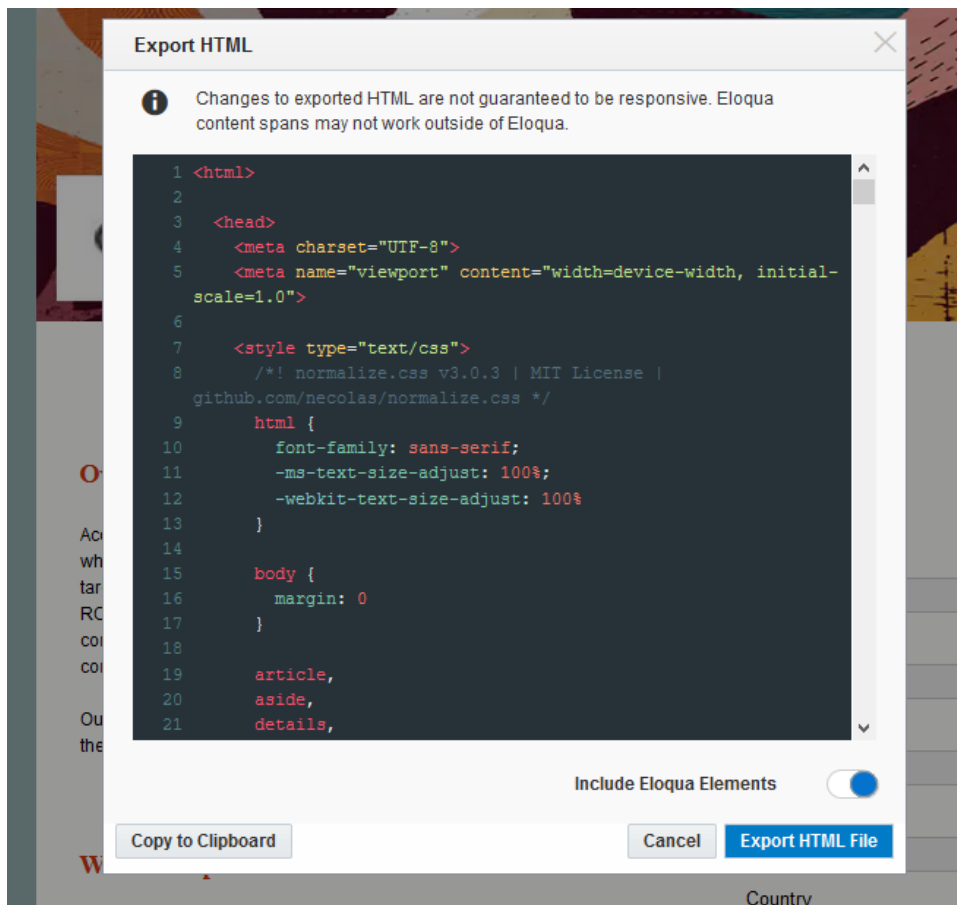 Export HTML
Changes to exported HTML are not guaranteed to be responsive. Eloqua
content spans may not work outside of Eloqua.
1 <html>
2
3 <head>
4 <meta charset="UTF-8">
5 <meta name="viewport" content="width=device-width, initial-
scale=1.0">
6
7 <style type="text/css">
8 /*! normalize.css v3.0.3 | MIT License |
github.com/necolas/normalize.css */
9 html {
10 font-family: sans-serif;
11 -ms-text-size-adjust: 100%;
12 -webkit-text-size-adjust: 100%
13 }
14
15 body {
16 margin: 0
17 }
18
19 article,
20 aside,
21 details,
Include Eloqua Elements
Copy to Clipboard
Cancel
Export HTML File
Country